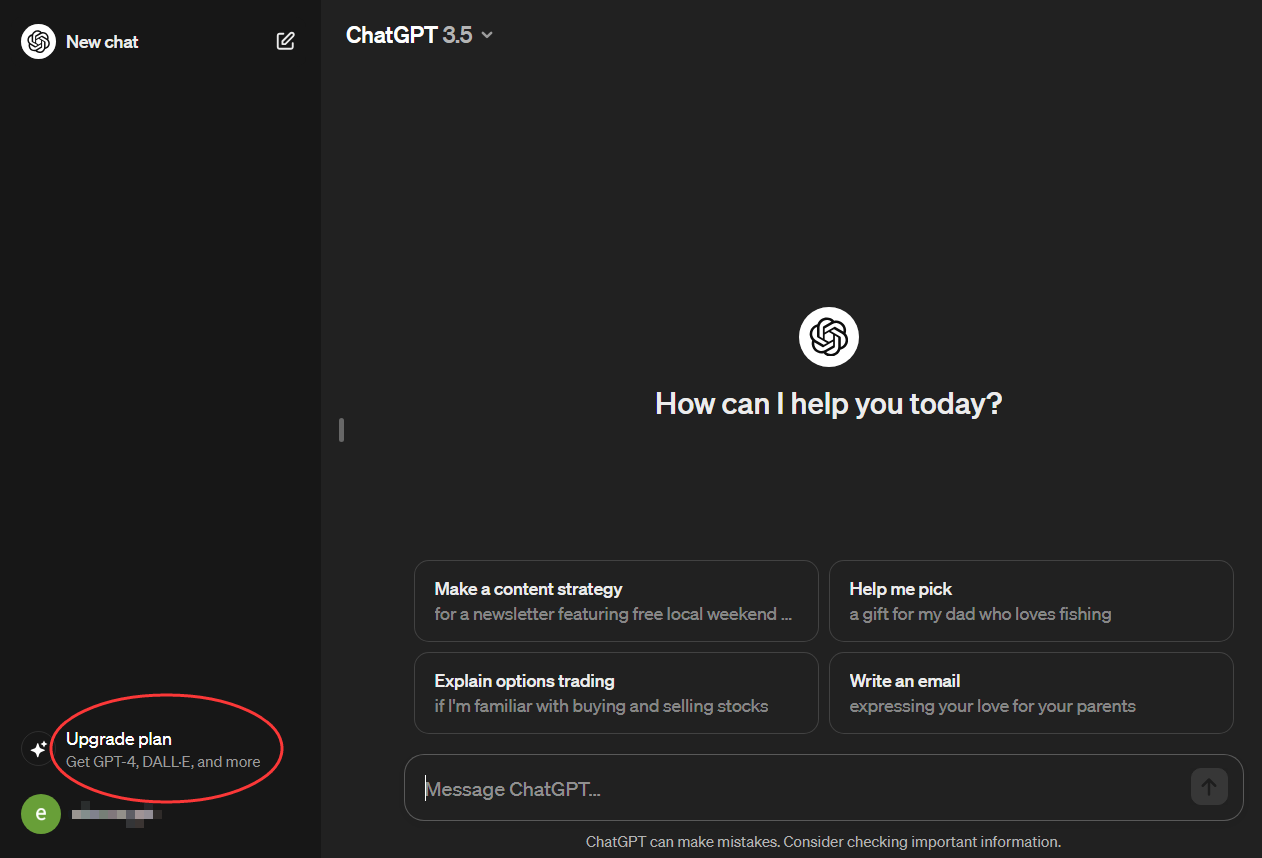 New chat
ChatGPT 3.5
How can I help you today?
Make a content strategy
for a newsletter featuring free local weekend ...
Help me pick
a gift for my dad who loves fishing
Explain options trading
if I'm familiar with buying and selling stocks
Write an email
expressing your love for your parents
Upgrade plan
Get GPT-4, DALL·E, and more
e
Message ChatGPT...
ChatGPT can make mistakes. Consider checking important information.